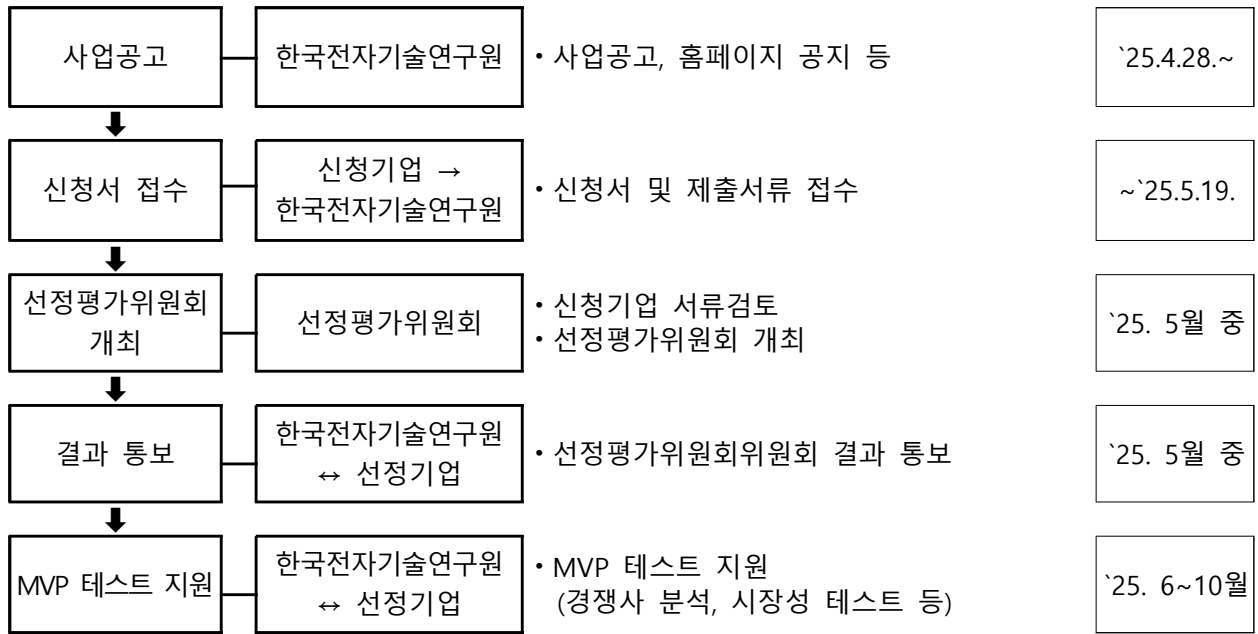 사업공고
한국전자기술연구원
・사업공고, 홈페이지 공지 등
`25.4.28.~
신청서 접수
신청기업 →
한국전자기술연구원
・신청서 및 제출서류 접수
~`25.5.19.
선정평가위원회
개최
선정평가위원회
・신청기업 서류검토
・선정평가위원회 개최
`25. 5월 중
결과 통보
한국전자기술연구원
↔ 선정기업
・선정평가위원회위원회 결과 통보
`25. 5월 중
MVP 테스트 지원
한국전자기술연구원
↔ 선정기업
・MVP 테스트 지원
(경쟁사 분석, 시장성 테스트 등)
`25. 6~10월